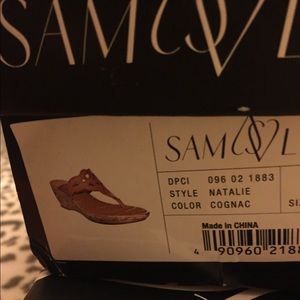 SAM
SAM L
DPCI 096 02 1883
STYLE NATALIE
COLOR COGNAC
Made in CHINA
4 90960 2188